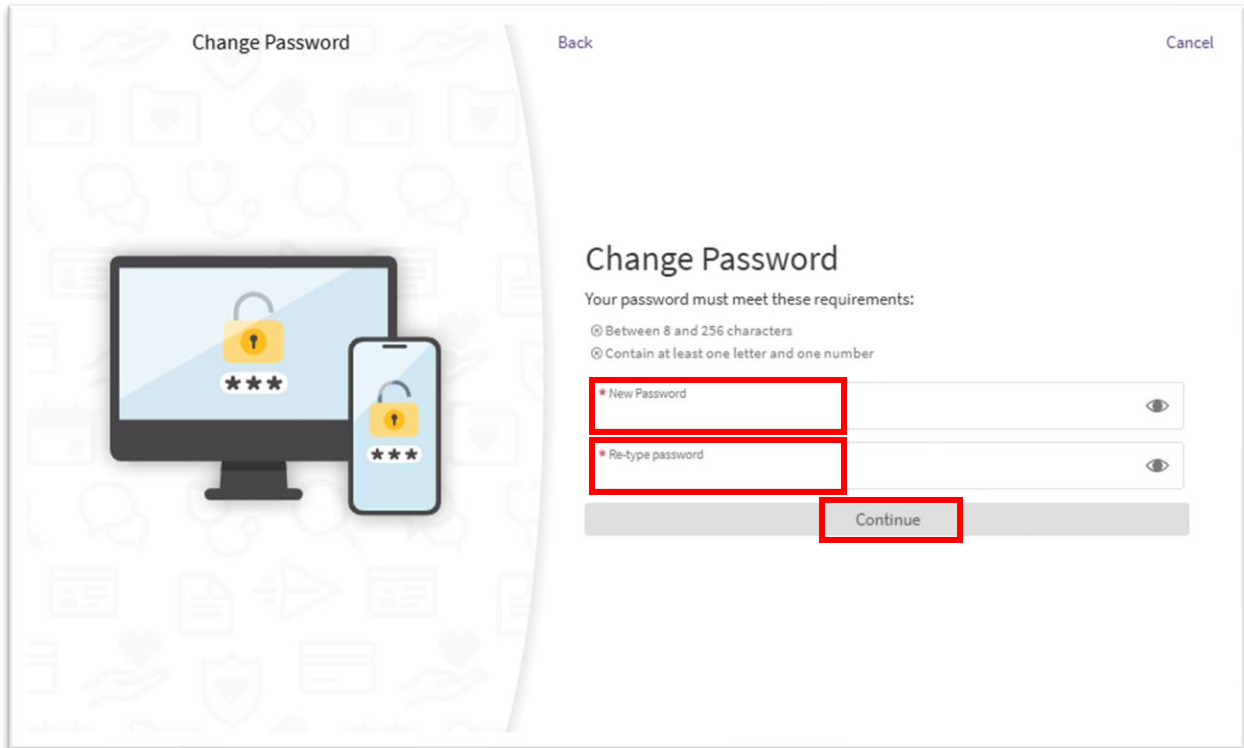 Change Password
Back
Cancel
***
***
Change Password
Your password must meet these requirements:
Between 8 and 256 characters
Contain at least one letter and one number
* New Password
* Re-type password
Continue